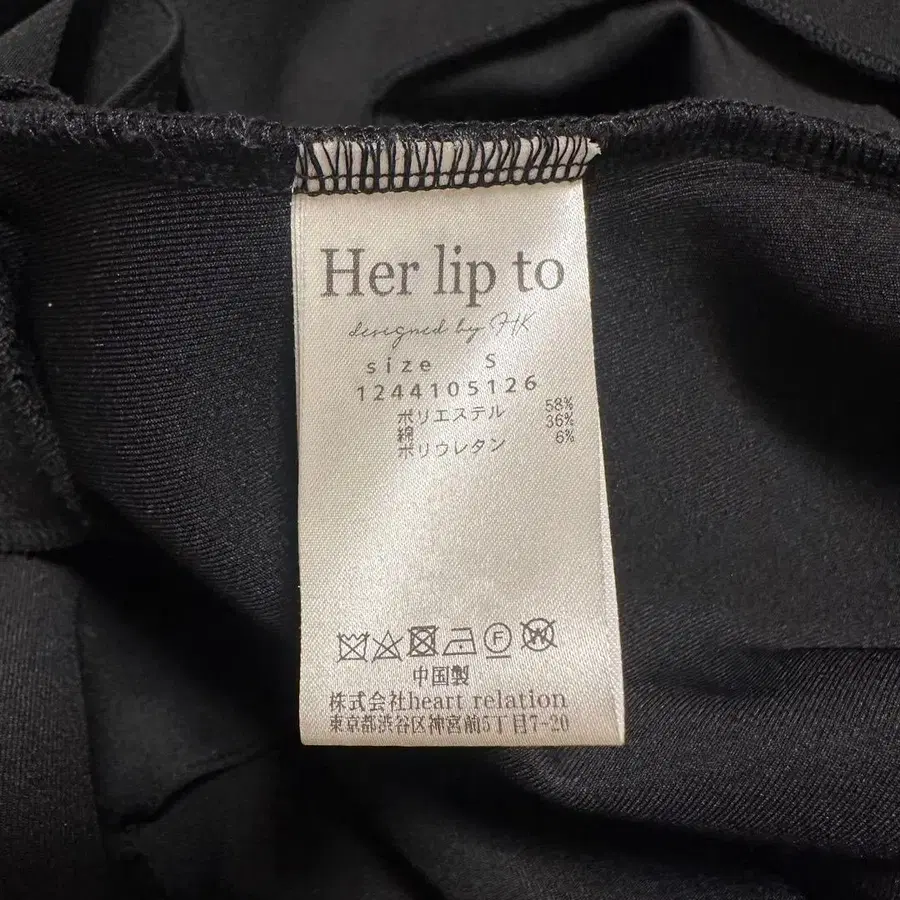 Her lip to
designed by HK
size S
1244105126
ポリエステル 58%
綿 36%
ポリウレタン 6%
F W
中国製
株式会社heart relation
東京都渋谷区神宮前5丁目7-20